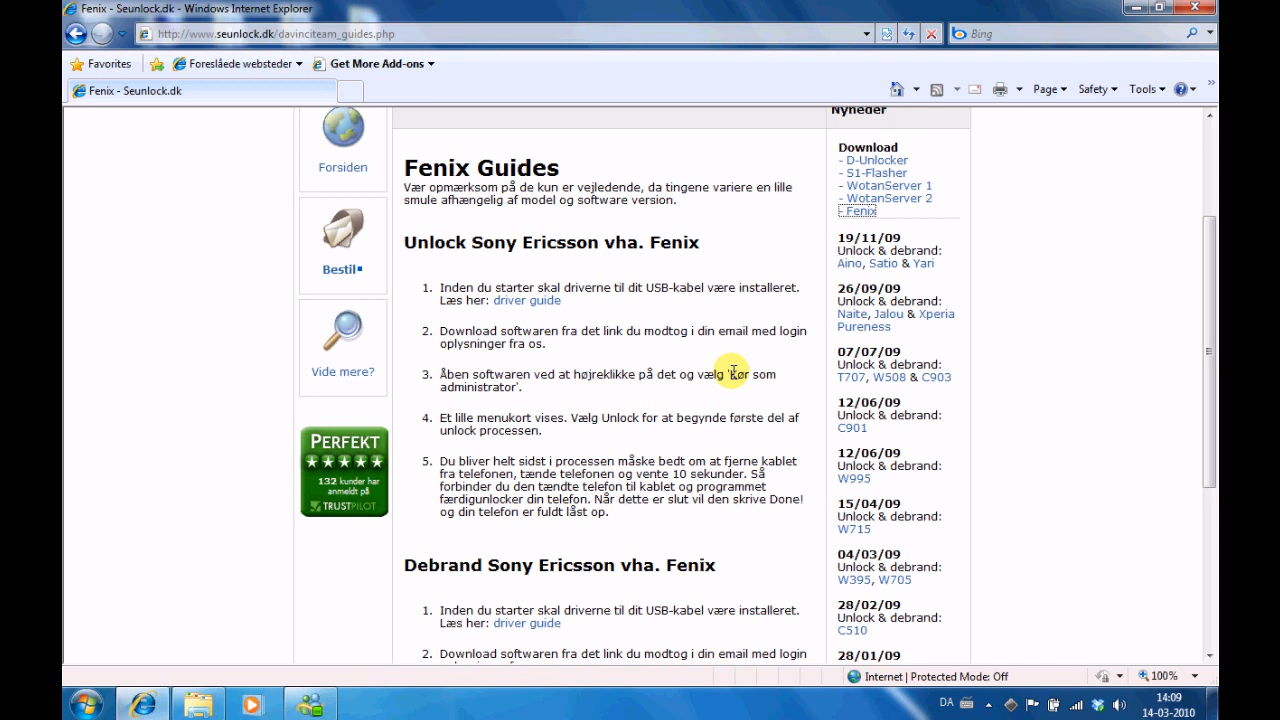 Fenix - Seunlock.dk - Windows Internet Explorer
http://www.seunlock.dk/davinciteam_guides.php
Bing
Favorites
Foreslåede websteder
Get More Add-ons
Fenix - Seunlock.dk
Page
Safety
Tools
Forsiden
Bestil
Vide mere?
PERFEKT
132 kunder har
anmeldt på
TRUSTPILOT
Fenix Guides
Vær opmærksom på de kun er vejledende, da tingene variere en lille
smule afhængelig af model og software version.
Unlock Sony Ericsson vha. Fenix
1. Inden du starter skal driverne til dit USB-kabel være installeret.
Læs her: driver guide
2. Download softwaren fra det link du modtog i din email med login
oplysninger fra os.
3. Åben softwaren ved at højreklikke på det og vælg 'Kør som
administrator'.
4. Et lille menukort vises. Vælg Unlock for at begynde første del af
unlock processen.
5. Du bliver helt sidst i processen måske bedt om at fjerne kablet
fra telefonen, tænde telefonen og vente 10 sekunder. Så
forbinder du den tændte telefon til kablet og programmet
færdigunlocker din telefon. Når dette er slut vil den skrive Done!
og din telefon er fuldt låst op.
Debrand Sony Ericsson vha. Fenix
1. Inden du starter skal driverne til dit USB-kabel være installeret.
Læs her: driver guide
2. Download softwaren fra det link du modtog i din email med login
Nyheder
Download
- D-Unlocker
- S1-Flasher
- WotanServer 1
- WotanServer 2
- Fenix
19/11/09
Unlock & debrand:
Aino, Satio & Yari
26/09/09
Unlock & debrand:
Naite, Jalou & Xperia
Pureness
07/07/09
Unlock & debrand:
T707, W508 & C903
12/06/09
Unlock & debrand:
C901
12/06/09
Unlock & debrand:
W995
15/04/09
Unlock & debrand:
W715
04/03/09
Unlock & debrand:
W395, W705
28/02/09
Unlock & debrand:
C510
28/01/09
Internet | Protected Mode: Off
100%
DA
14:09
14-03-2010